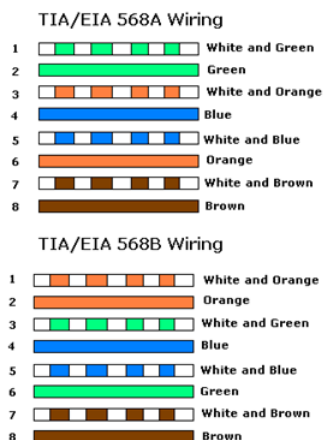 TIA/EIA 568A Wiring
1 White and Green
2 Green
3 White and Orange
4 Blue
5 White and Blue
6 Orange
7 White and Brown
8 Brown
TIA/EIA 568B Wiring
1 White and Orange
2 Orange
3 White and Green
4 Blue
5 White and Blue
6 Green
7 White and Brown
8 Brown